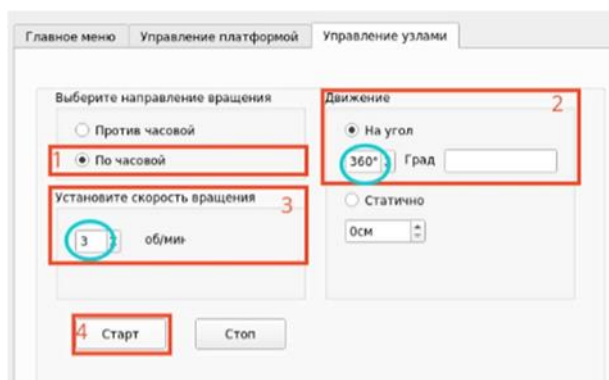 Главное меню Управление платформой Управление узлами
Выберите направление вращения
Против часовой
1 По часовой
Движение 2
На угол
360° Град
Статично
0см
Установите скорость вращения 3
3 об/мин
4 Старт Стоп